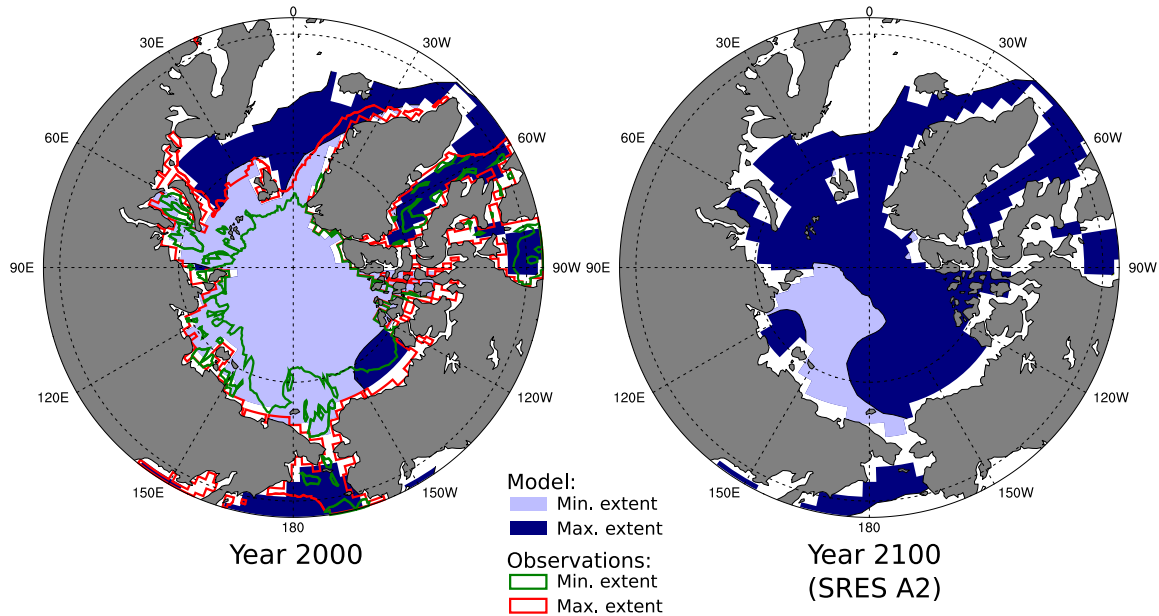 0
30E
30W
60E
60W
90E
90W
120E
120W
150E
150W
180
Year 2000
0
30E
30W
60E
60W
90E
90W
120E
120W
150E
150W
180
Year 2100
(SRES A2)
Model:
Min. extent
Max. extent
Observations:
Min. extent
Max. extent